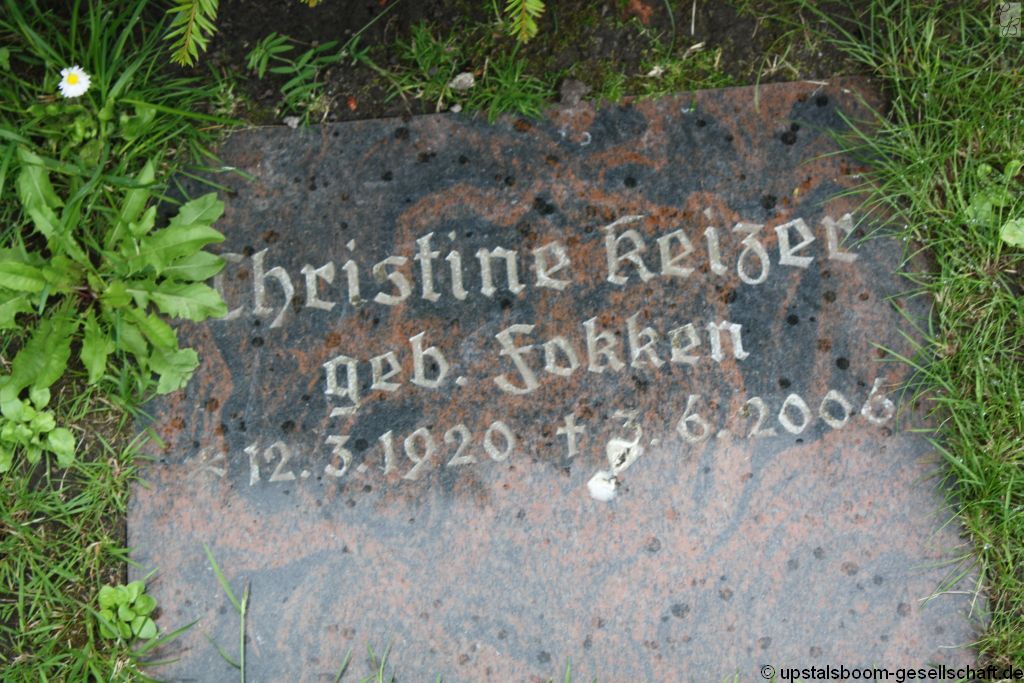 Christine Keizer
geb. Fokken
* 12.3.1920 † 3.6.2006
© upstalsboom-gesellschaft.de